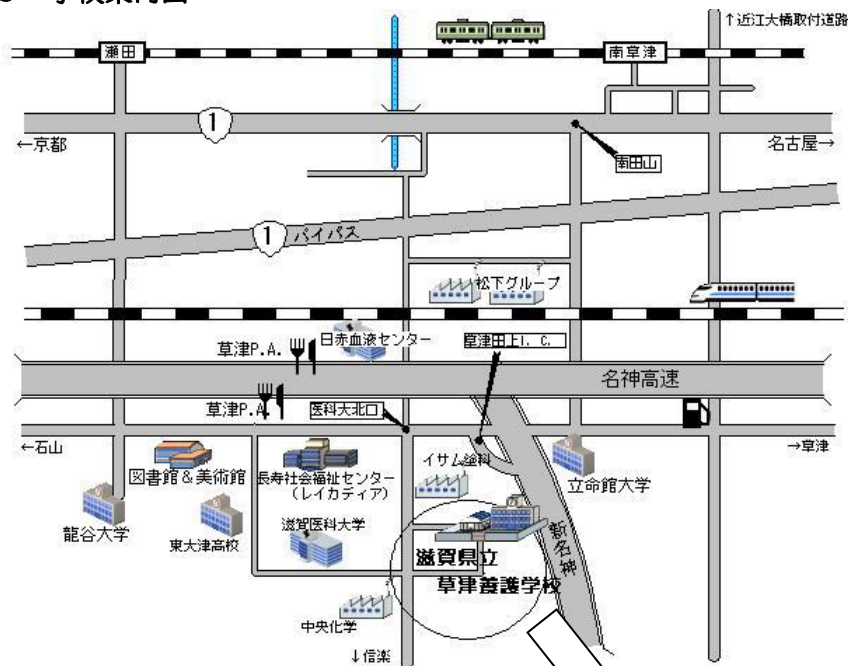 ↑近江大橋取付道路
瀬田
南草津
1
←京都
名古屋→
南田山
1
バイパス
松下グループ
日赤血液センター
草津田上I. C.
草津P.A.
名神高速
草津P.A
医科大北口
←石山
→草津
図書館&美術館
長寿社会福祉センター
(レイカディア)
イサム塗料
立命館大学
龍谷大学
東大津高校
滋賀医科大学
新名神
滋賀県立
草津養護学校
中央化学
↓信楽